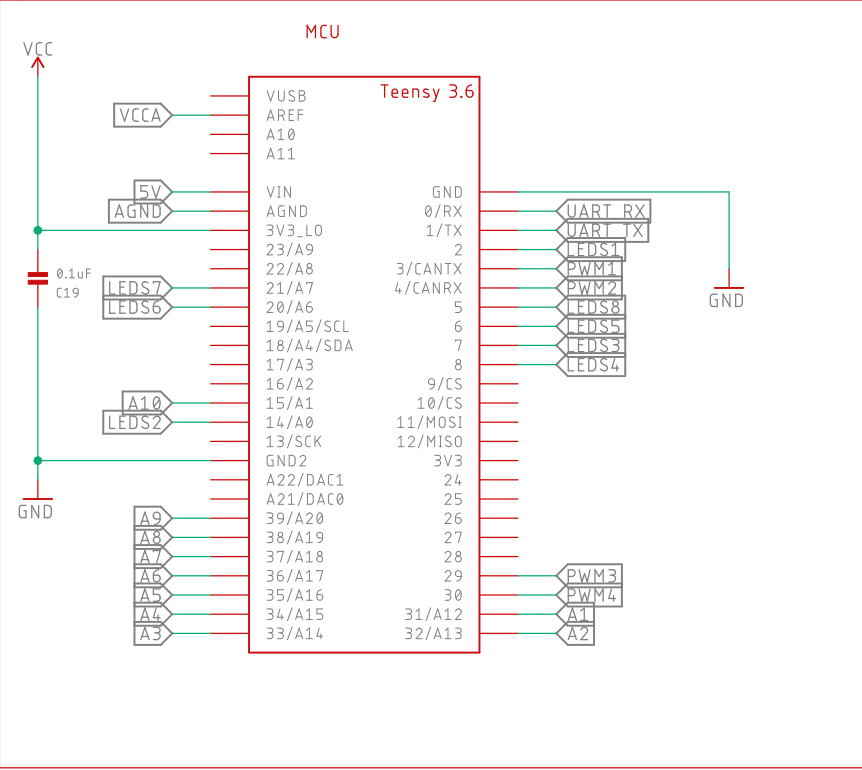 MCU
VCC
Teensy 3.6
VUSB
VCCA AREF
A10
A11
5V VIN GND
AGND AGND 0/RX UART RX
3V3_LO 1/TX UART TX
23/A9 2 LEDS1
22/A8 3/CANTX PWM1
0.1uF
LEDS7 21/A7 4/CANRX PWM2
C19
GND
LEDS6 20/A6 5 LEDS8
19/A5/SCL 6 LEDS5
18/A4/SDA 7 LEDS3
17/A3 8 LEDS4
16/A2 9/CS
A10 15/A1 10/CS
LEDS2 14/A0 11/MOSI
13/SCK 12/MISO
GND2 3V3
A22/DAC1 24
A21/DAC0 25
GND
A9 39/A20 26
A8 38/A19 27
A7 37/A18 28
A6 36/A17 29 PWM3
A5 35/A16 30 PWM4
A4 34/A15 31/A12 A1
A3 33/A14 32/A13 A2